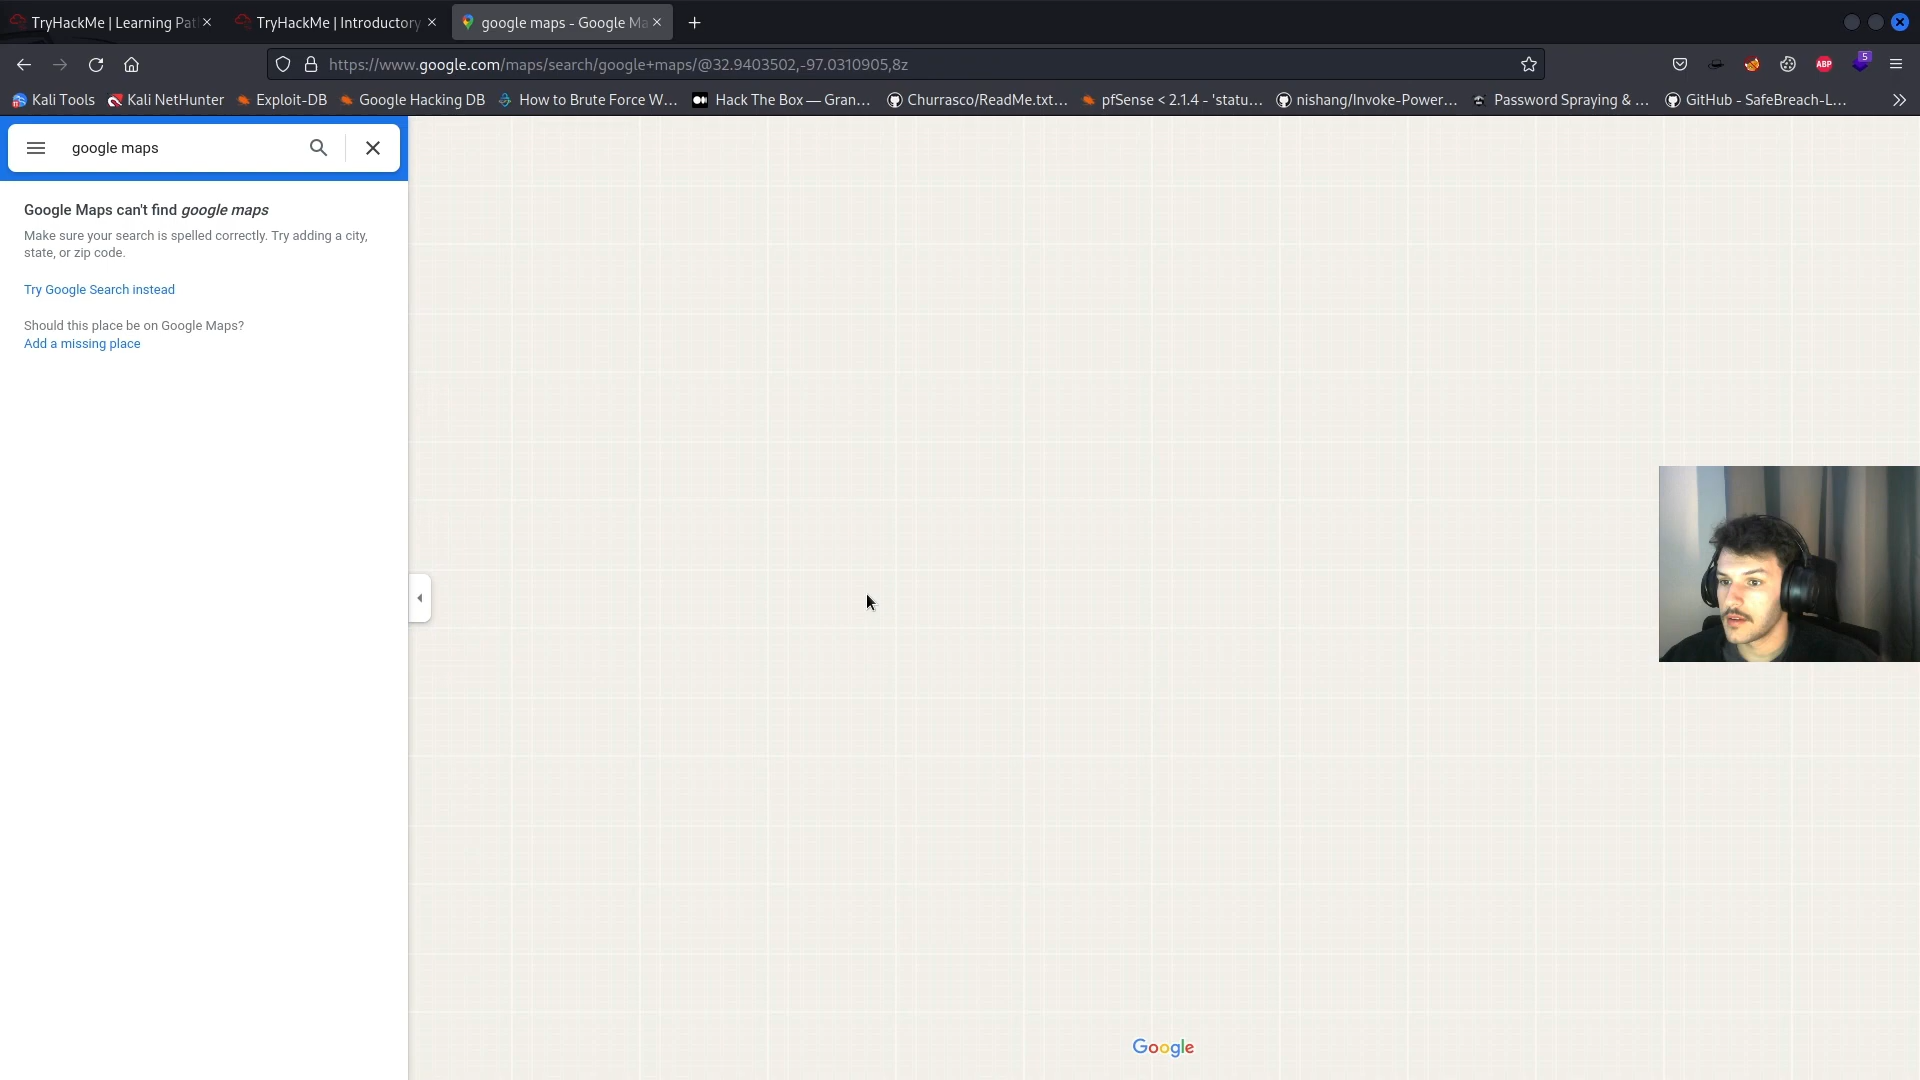 TryHackMe | Learning Pat
TryHackMe | Introductory
google maps - Google Ma
https://www.google.com/maps/search/google+maps/@32.9403502,-97.0310905,8z
ABP
5
Kali Tools
Kali NetHunter
Exploit-DB
Google Hacking DB
How to Brute Force W...
Hack The Box — Gran...
Churrasco/ReadMe.txt...
pfSense < 2.1.4 - 'statu...
nishang/Invoke-Power...
Password Spraying & ...
GitHub - SafeBreach-L...
google maps
Google Maps can't find google maps
Make sure your search is spelled correctly. Try adding a city,
state, or zip code.
Try Google Search instead
Should this place be on Google Maps?
Add a missing place
Google